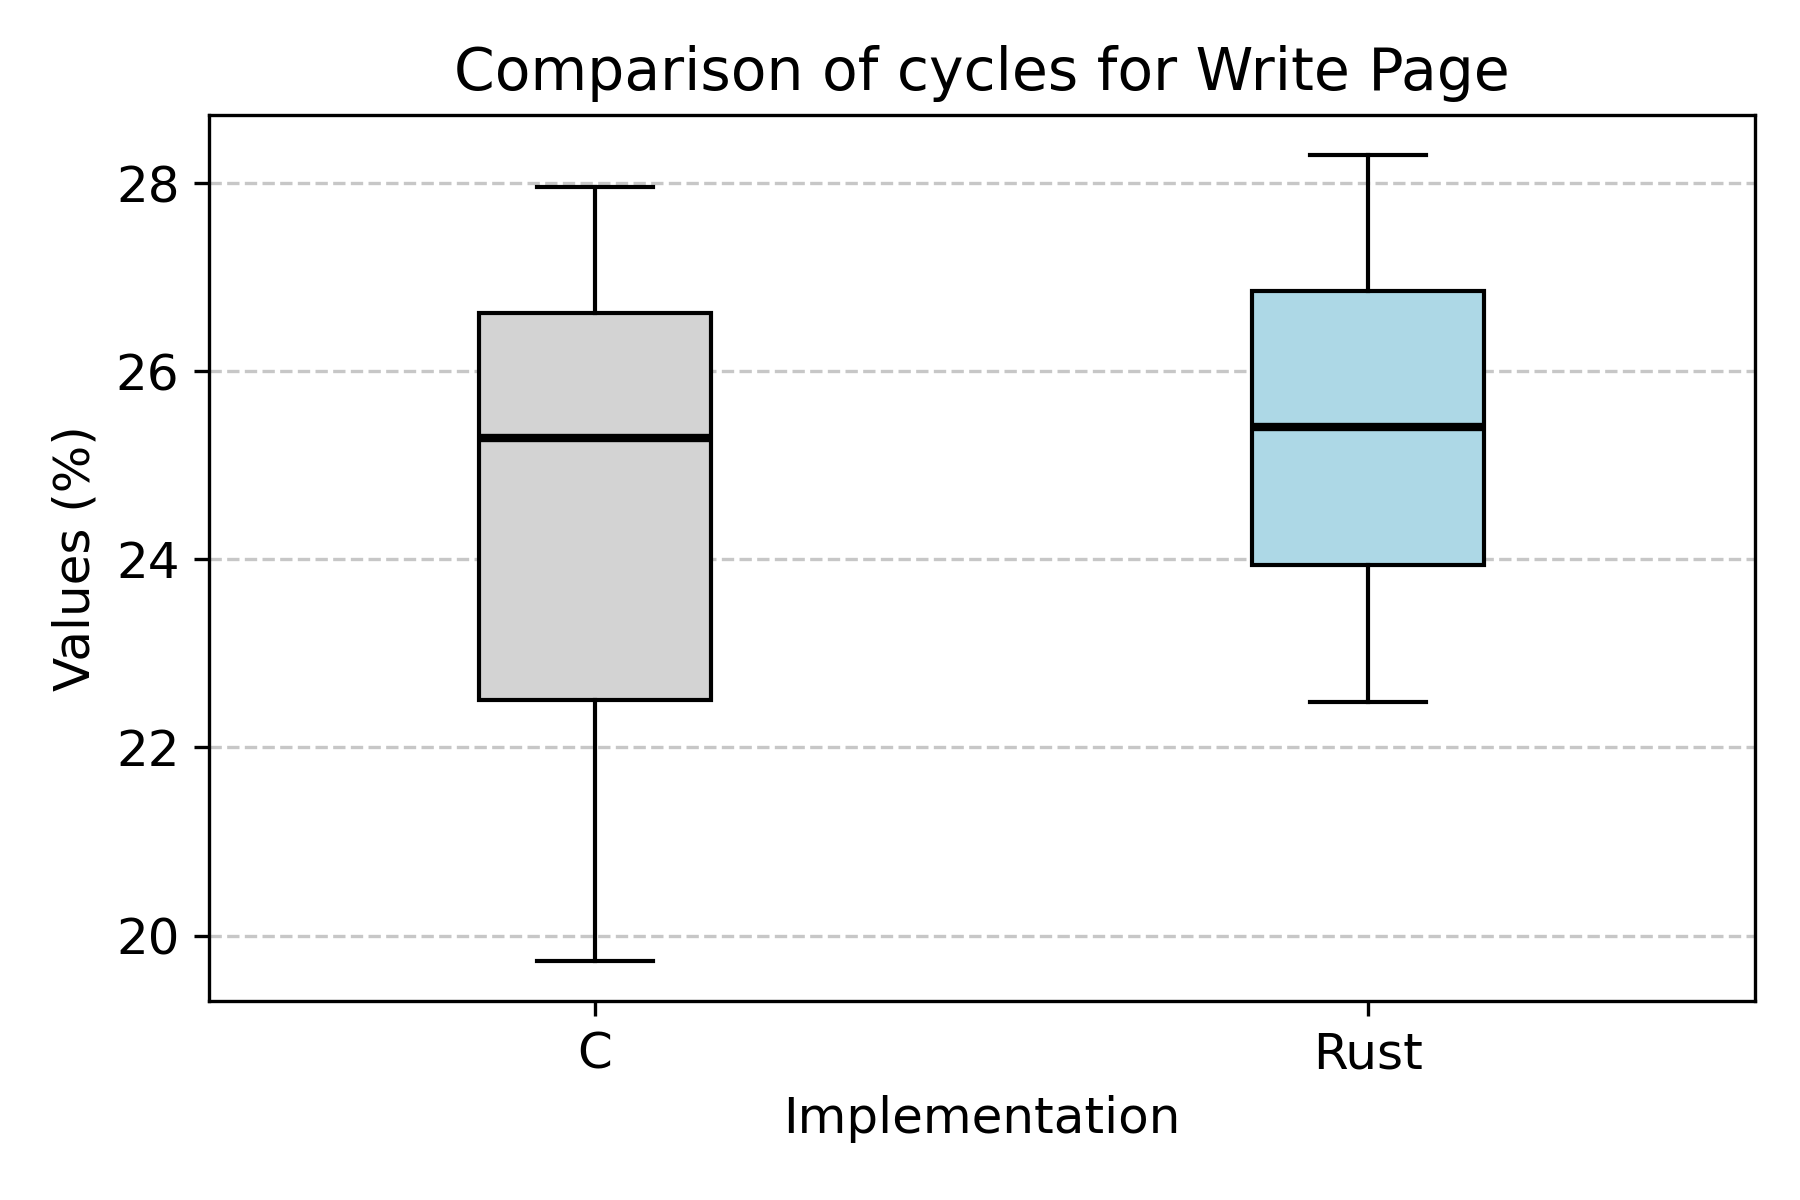 Comparison of cycles for Write Page
28
26
24
22
20
Values (%)
C
Rust
Implementation